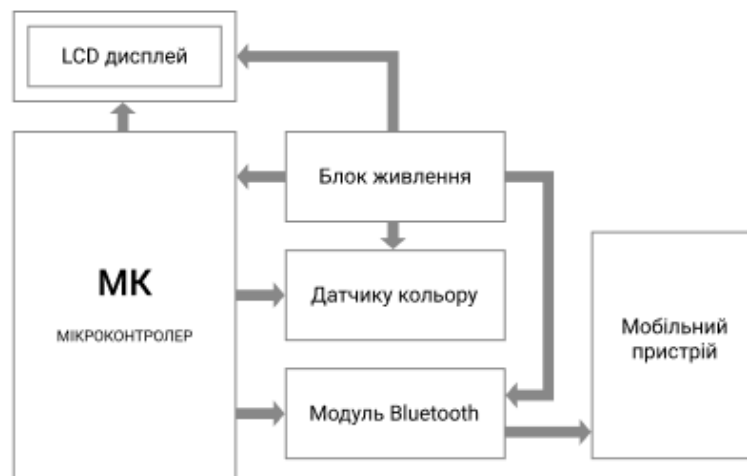 LCD дисплей
Блок живлення
МК
МІКРОКОНТРОЛЕР
Датчику кольору
Мобільний
пристрій
Модуль Bluetooth